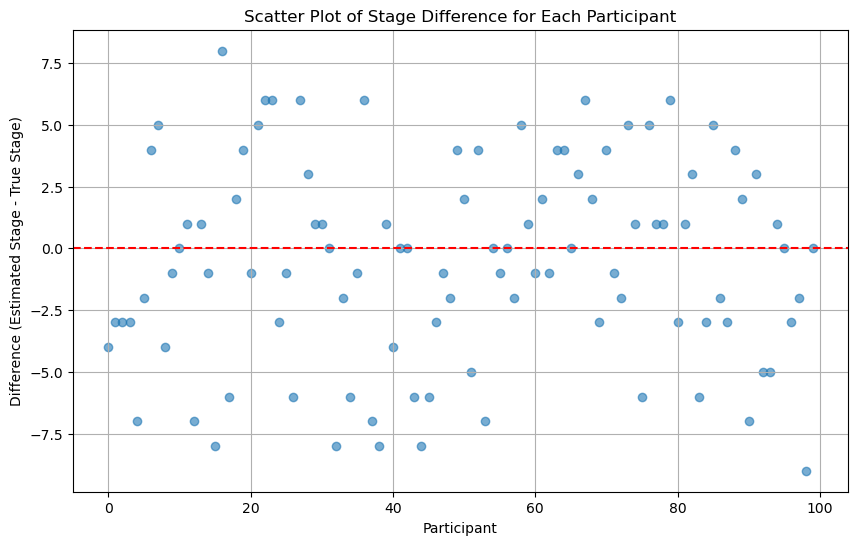 Scatter Plot of Stage Difference for Each Participant
Difference (Estimated Stage - True Stage)
7.5
5.0
2.5
0.0
−2.5
−5.0
−7.5
0 20 40 60 80 100
Participant